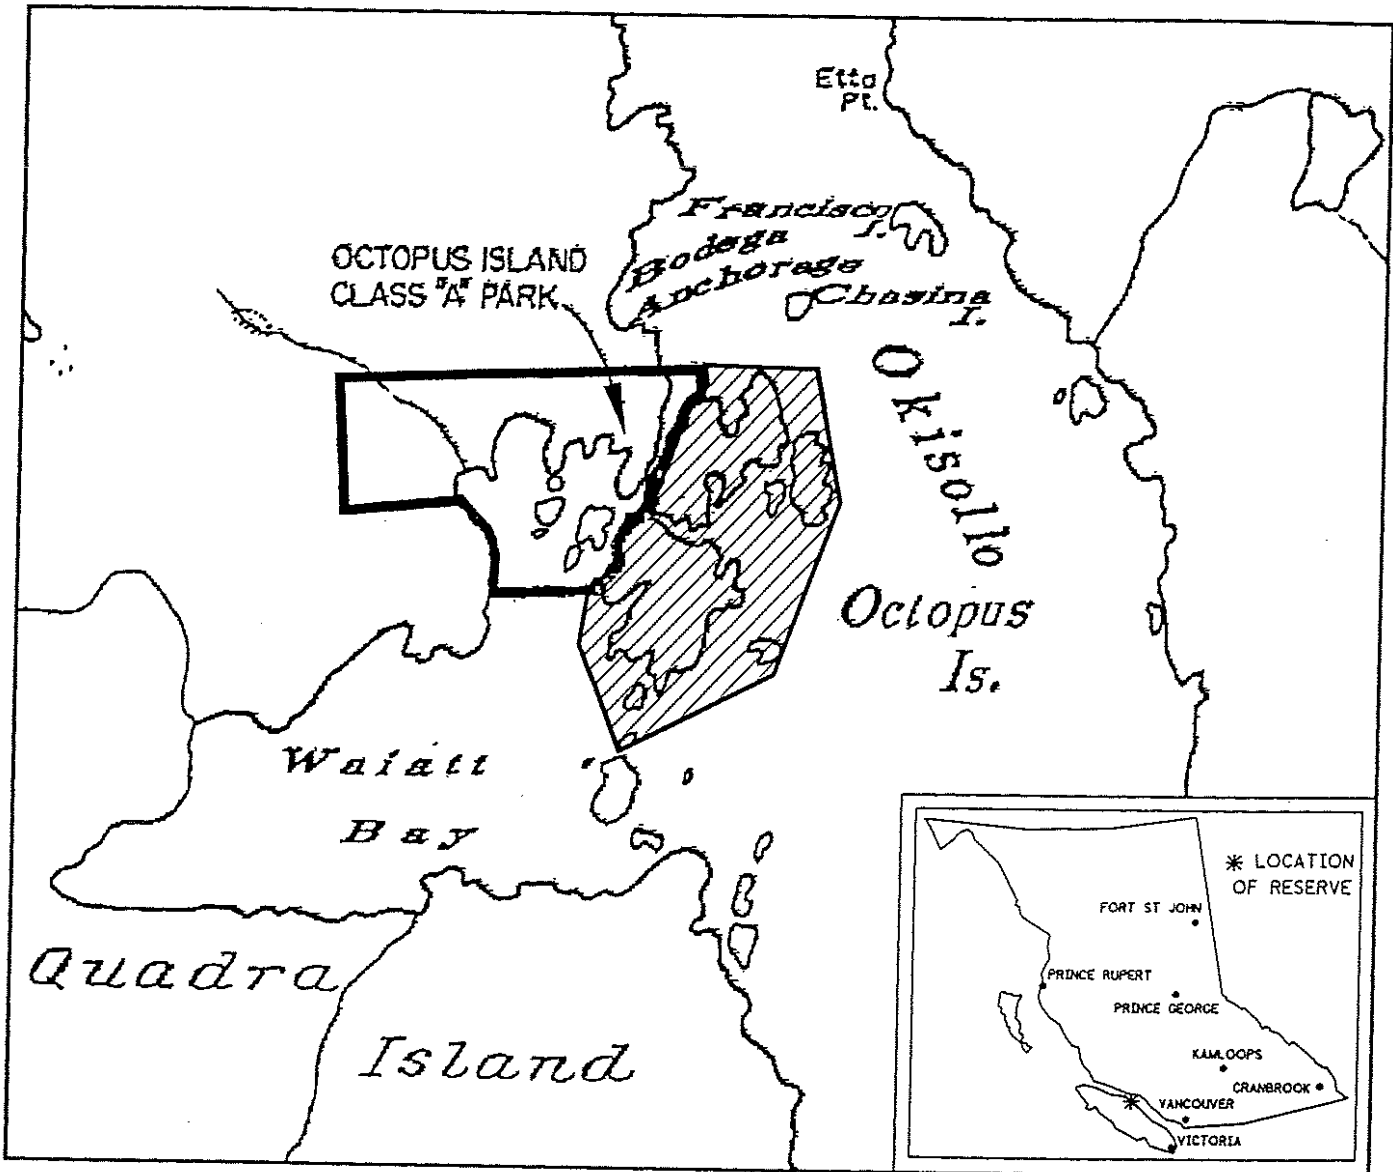 Etta
Pt.
Francisco
I.
Bodega
Anchorage
OCTOPUS ISLAND
CLASS "A" PARK
Chasina
I.
Okisollo
Octopus
Is.
Waiatt
Bay
Quadra
Island
* LOCATION
OF RESERVE
FORT ST JOHN
PRINCE RUPERT
PRINCE GEORGE
KAMLOOPS
CRANBROOK
VANCOUVER
VICTORIA